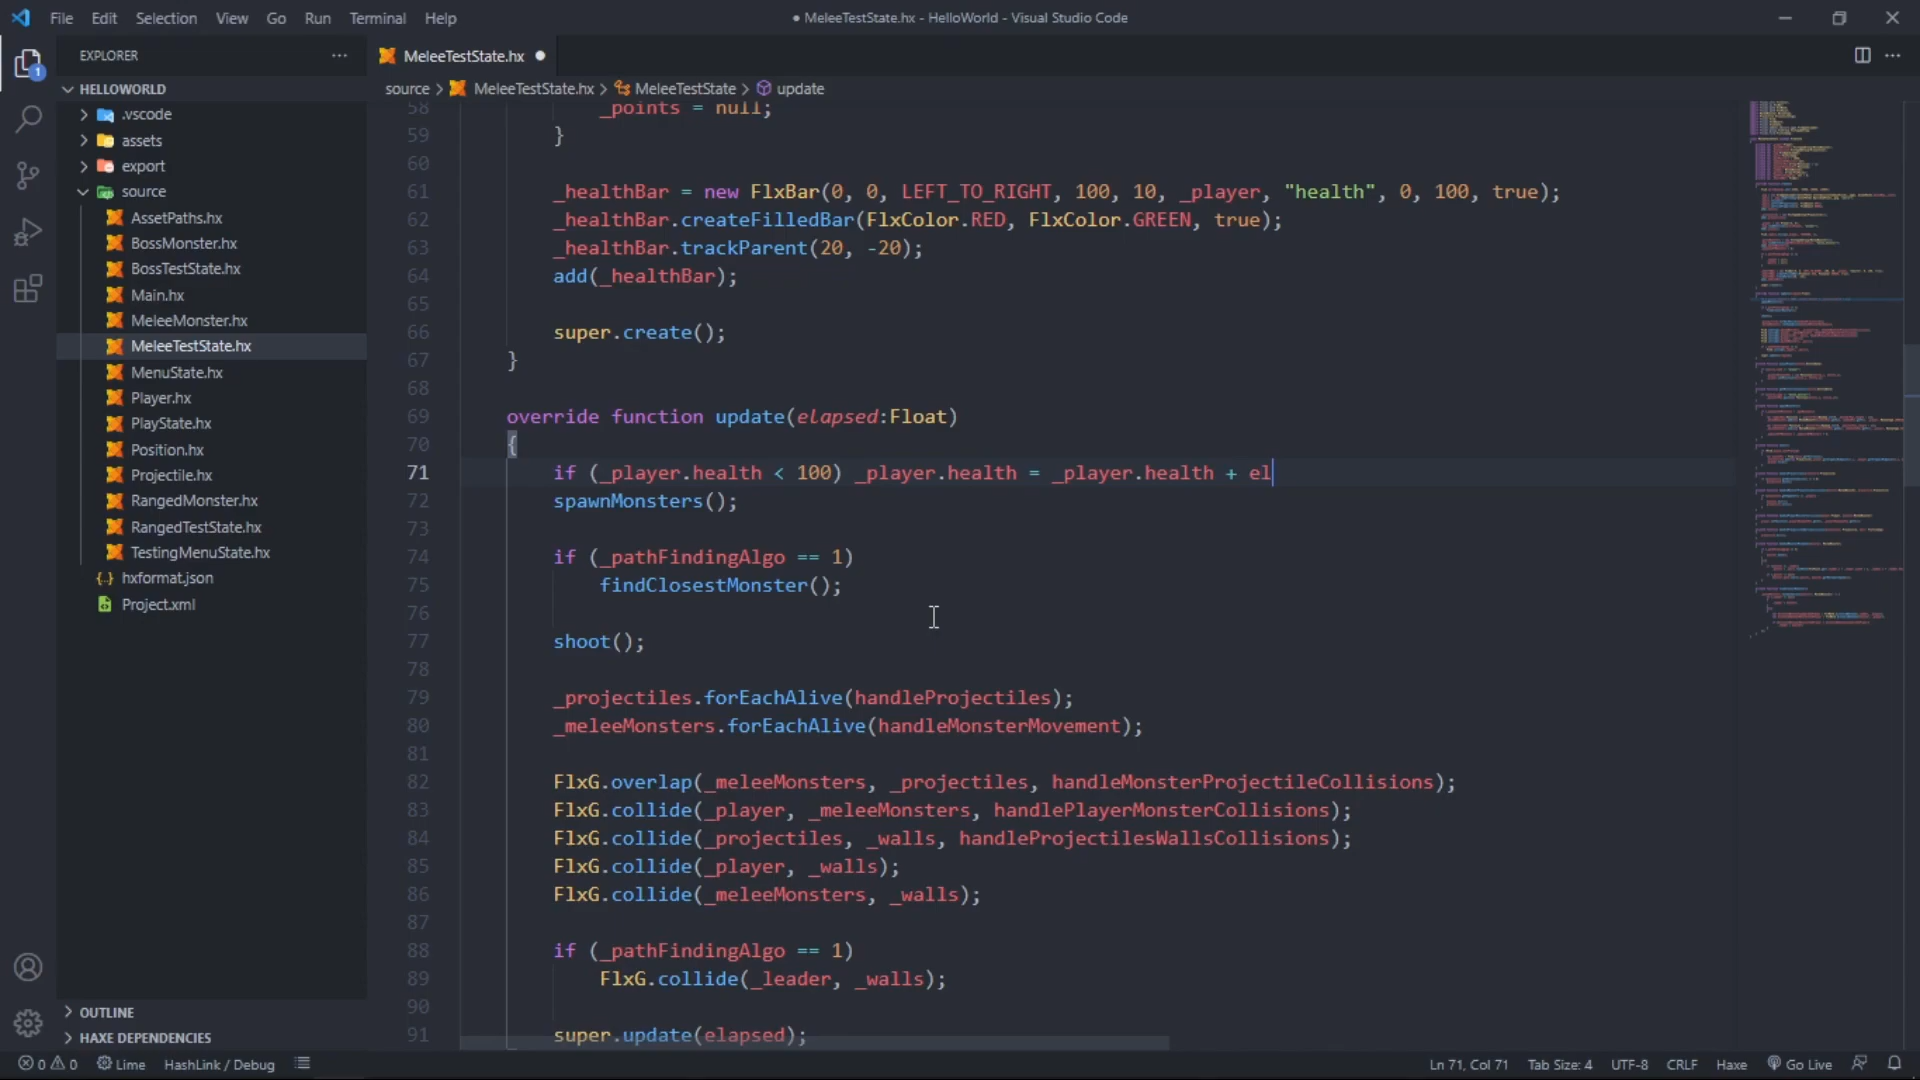 File Edit Selection View Go Run Terminal Help
● MeleeTestState.hx - HelloWorld - Visual Studio Code
EXPLORER
HELLOWORLD
.vscode
assets
export
source
AssetPaths.hx
BossMonster.hx
BossTestState.hx
Main.hx
MeleeMonster.hx
MeleeTestState.hx
MenuState.hx
Player.hx
PlayState.hx
Position.hx
Projectile.hx
RangedMonster.hx
RangedTestState.hx
TestingMenuState.hx
hxformat.json
Project.xml
OUTLINE
HAXE DEPENDENCIES
MeleeTestState.hx
source > MeleeTestState.hx > MeleeTestState > update
58 _points = null;
59 }
60
61 _healthBar = new FlxBar(0, 0, LEFT_TO_RIGHT, 100, 10, _player, "health", 0, 100, true);
62 _healthBar.createFilledBar(FlxColor.RED, FlxColor.GREEN, true);
63 _healthBar.trackParent(20, -20);
64 add(_healthBar);
65
66 super.create();
67 }
68
69 override function update(elapsed:Float)
70 {
71 if (_player.health < 100) _player.health = _player.health + el
72 spawnMonsters();
73
74 if (_pathFindingAlgo == 1)
75 findClosestMonster();
76
77 shoot();
78
79 _projectiles.forEachAlive(handleProjectiles);
80 _meleeMonsters.forEachAlive(handleMonsterMovement);
81
82 FlxG.overlap(_meleeMonsters, _projectiles, handleMonsterProjectileCollisions);
83 FlxG.collide(_player, _meleeMonsters, handlePlayerMonsterCollisions);
84 FlxG.collide(_projectiles, _walls, handleProjectilesWallsCollisions);
85 FlxG.collide(_player, _walls);
86 FlxG.collide(_meleeMonsters, _walls);
87
88 if (_pathFindingAlgo == 1)
89 FlxG.collide(_leader, _walls);
90
91 super.update(elapsed);
1
0 0 Lime HashLink / Debug
Ln 71, Col 71 Tab Size: 4 UTF-8 CRLF Haxe Go Live